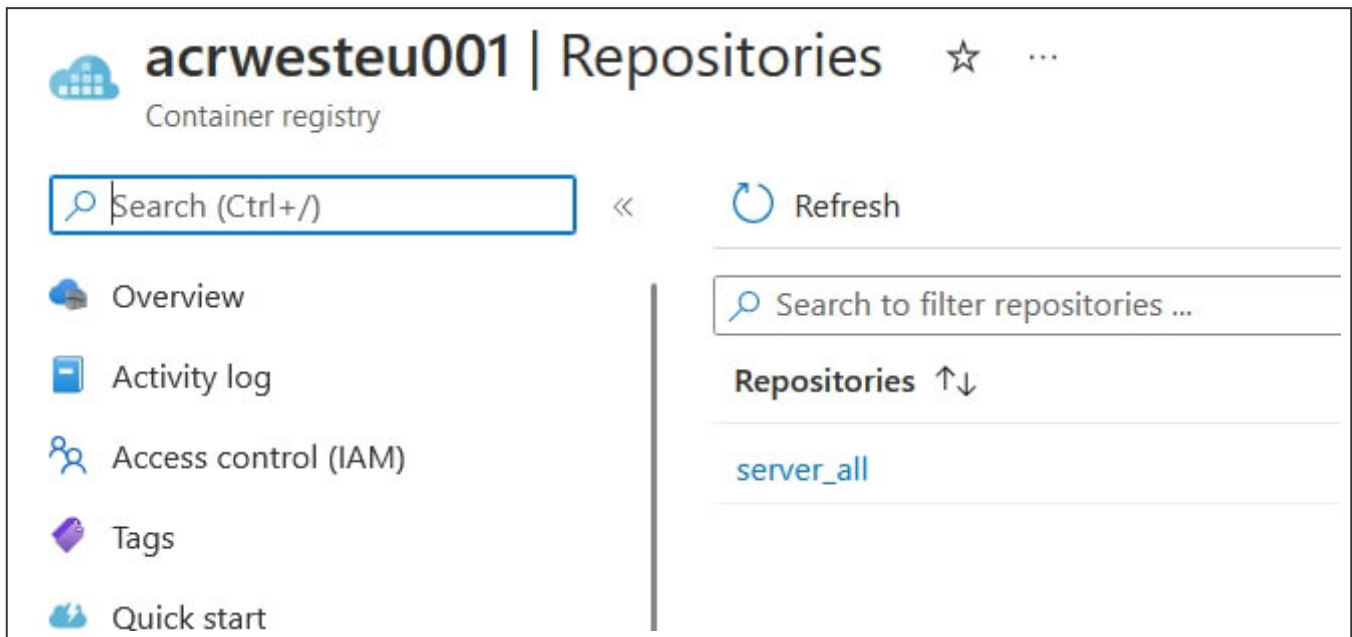 acrwesteu001 | Repositories
Container registry
Search (Ctrl+/)
Refresh
Overview
Activity log
Access control (IAM)
Tags
Quick start
Search to filter repositories ...
Repositories
server_all